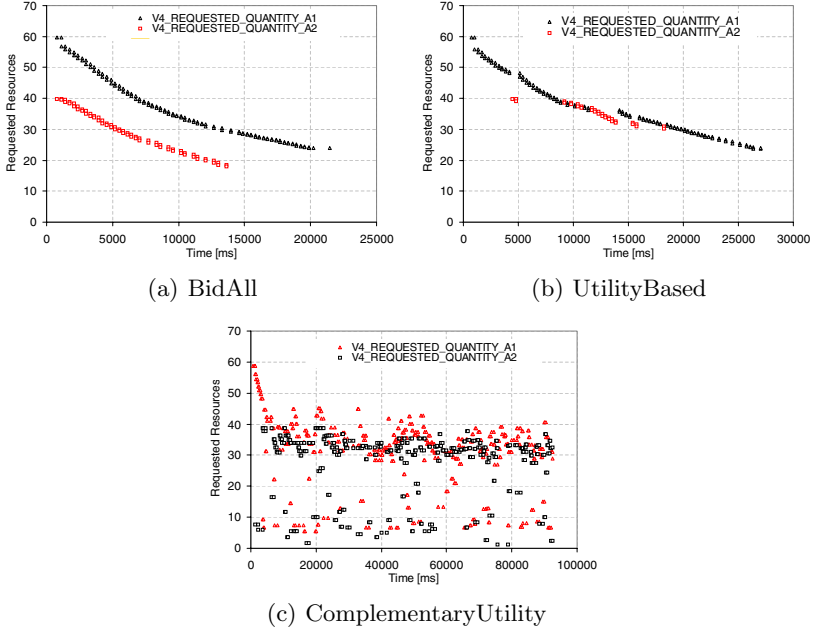 V4_REQUESTED_QUANTITY_A1
V4_REQUESTED_QUANTITY_A2
Requested Resources
70
60
50
40
30
20
10
0
0 5000 10000 15000 20000 25000
Time [ms]
(a) BidAll
V4_REQUESTED_QUANTITY_A1
V4_REQUESTED_QUANTITY_A2
Requested Resources
70
60
50
40
30
20
10
0
0 5000 10000 15000 20000 25000 30000
Time [ms]
(b) UtilityBased
V4_REQUESTED_QUANTITY_A1
V4_REQUESTED_QUANTITY_A2
Requested Resources
70
60
50
40
30
20
10
0
0 20000 40000 60000 80000 100000
Time [ms]
(c) ComplementaryUtility